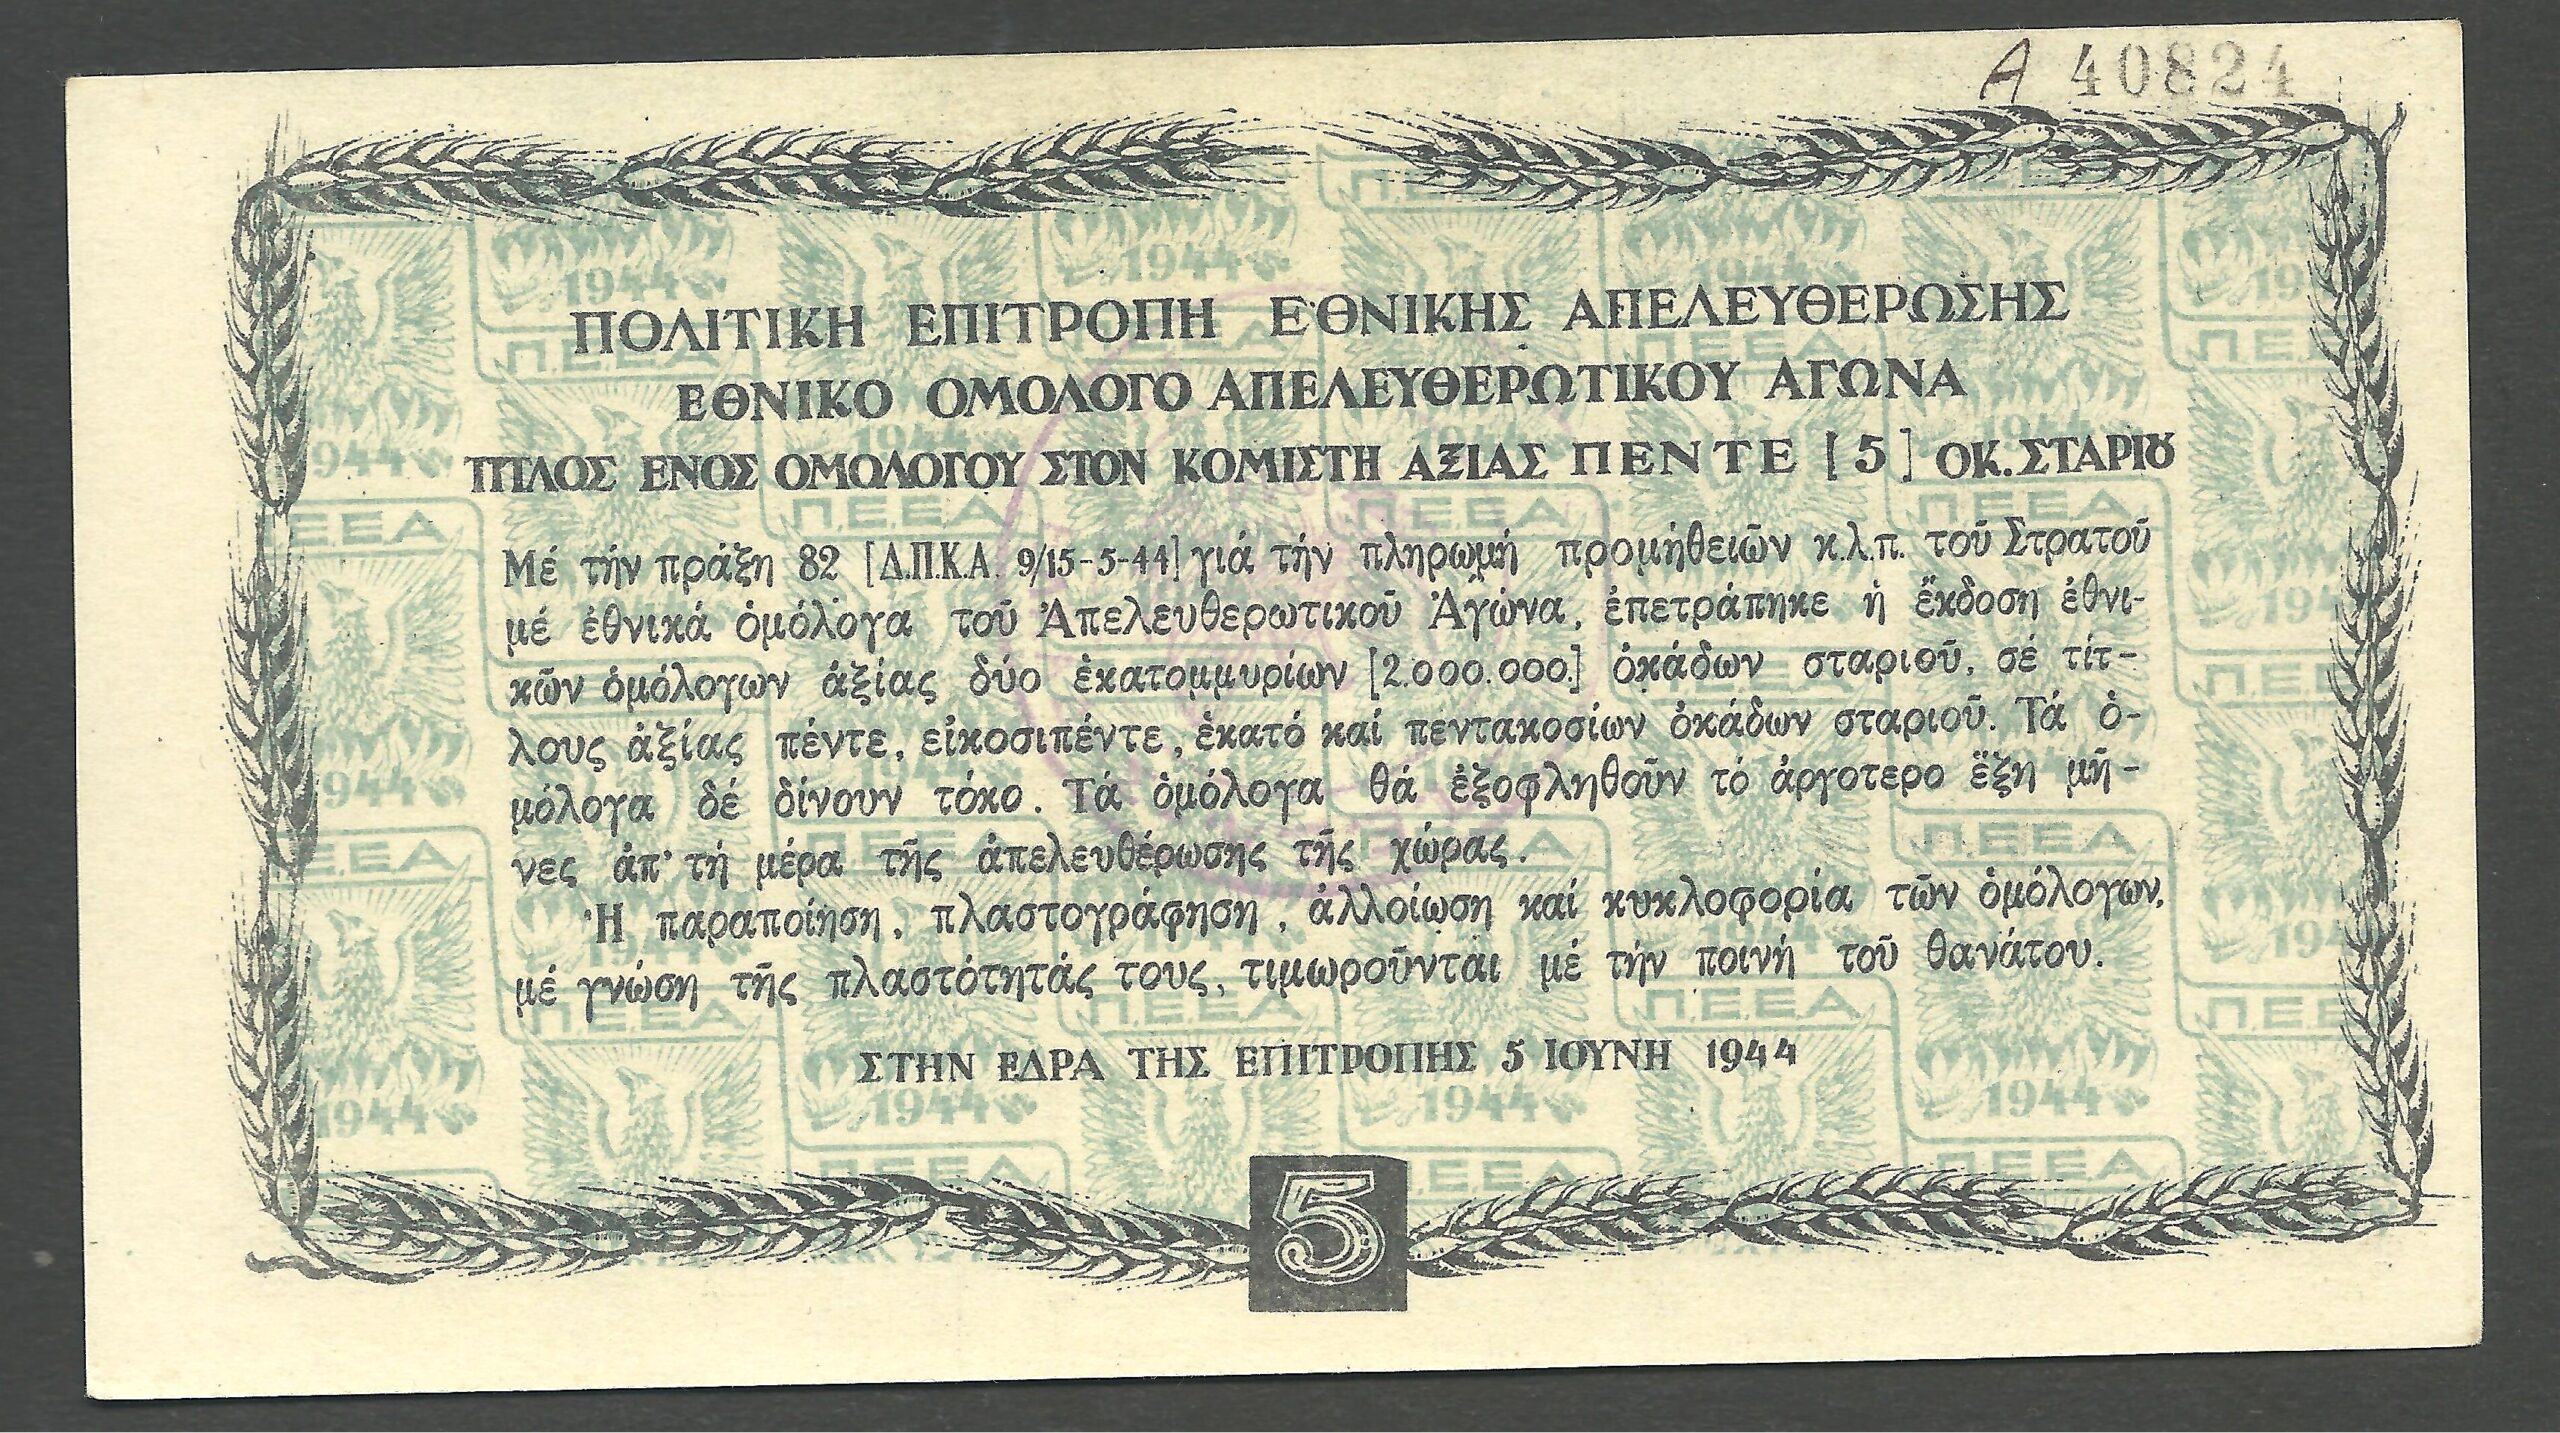 Α 40824
ΠΟΛΙΤΙΚΗ ΕΠΙΤΡΟΠΗ ΕΘΝΙΚΗΣ ΑΠΕΛΕΥΘΕΡΩΣΗΣ
ΕΘΝΙΚΟ ΟΜΟΛΟΓΟ ΑΠΕΛΕΥΘΕΡΩΤΙΚΟΥ ΑΓΩΝΑ
ΤΙΤΛΟΣ ΕΝΟΣ ΟΜΟΛΟΓΟΥ ΣΤΟΝ ΚΟΜΙΣΤΗ ΑΞΙΑΣ ΠΕΝΤΕ [5] ΟΚ. ΣΤΑΡΙȢ
Μέ τήν πράξη 82 [Δ.Π.Κ.Α. 9/15-5-44] γιά τήν πληρωμή προμηθειῶν κ.λ.π. τοῦ Στρατοῦ
μέ ἐθνικά ὁμόλογα τοῦ Ἀπελευθερωτικοῦ Ἀγώνα, ἐπετράπηκε ἡ ἔκδοση ἐθνι-
κῶν ὁμόλογων ἀξίας δύο ἑκατομμυρίων [2.000.000.] ὀκάδων σταριοῦ, σέ τίτ-
λους ἀξίας πέντε, εἰκοσιπέντε, ἑκατό καί πεντακοσίων ὀκάδων σταριοῦ. Τά ὁ-
μόλογα δέ δίνουν τόκο. Τά ὁμόλογα θά ἐξοφληθοῦν τό ἀργοτερο ἕξη μῆ-
νες ἀπ' τή μέρα τῆς ἀπελευθέρωσης τῆς χώρας.
Ἡ παραποίηση, πλαστογράφηση, ἀλλοίωση καί κυκλοφορία τῶν ὁμόλογων,
μέ γνώση τῆς πλαστότητάς τους, τιμωροῦνται μέ τήν ποινή τοῦ θανάτου.
ΣΤΗΝ ΕΔΡΑ ΤΗΣ ΕΠΙΤΡΟΠΗΣ 5 ΙΟΥΝΗ 1944
5